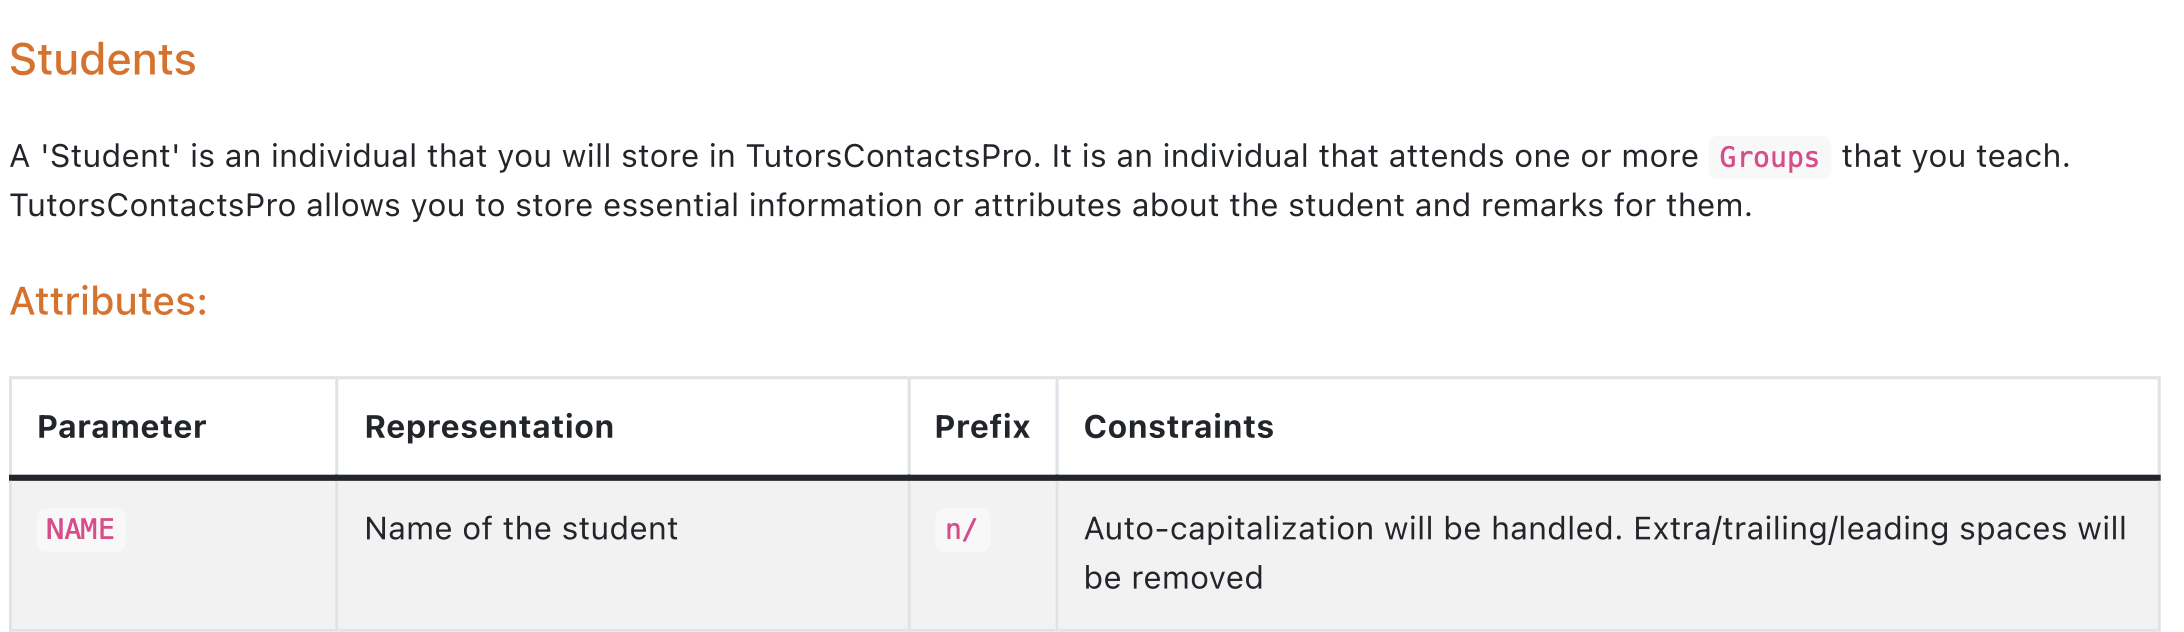 Students
A 'Student' is an individual that you will store in TutorsContactsPro. It is an individual that attends one or more Groups that you teach.
TutorsContactsPro allows you to store essential information or attributes about the student and remarks for them.
Attributes:
Parameter Representation Prefix Constraints
NAME Name of the student n/ Auto-capitalization will be handled. Extra/trailing/leading spaces will
be removed